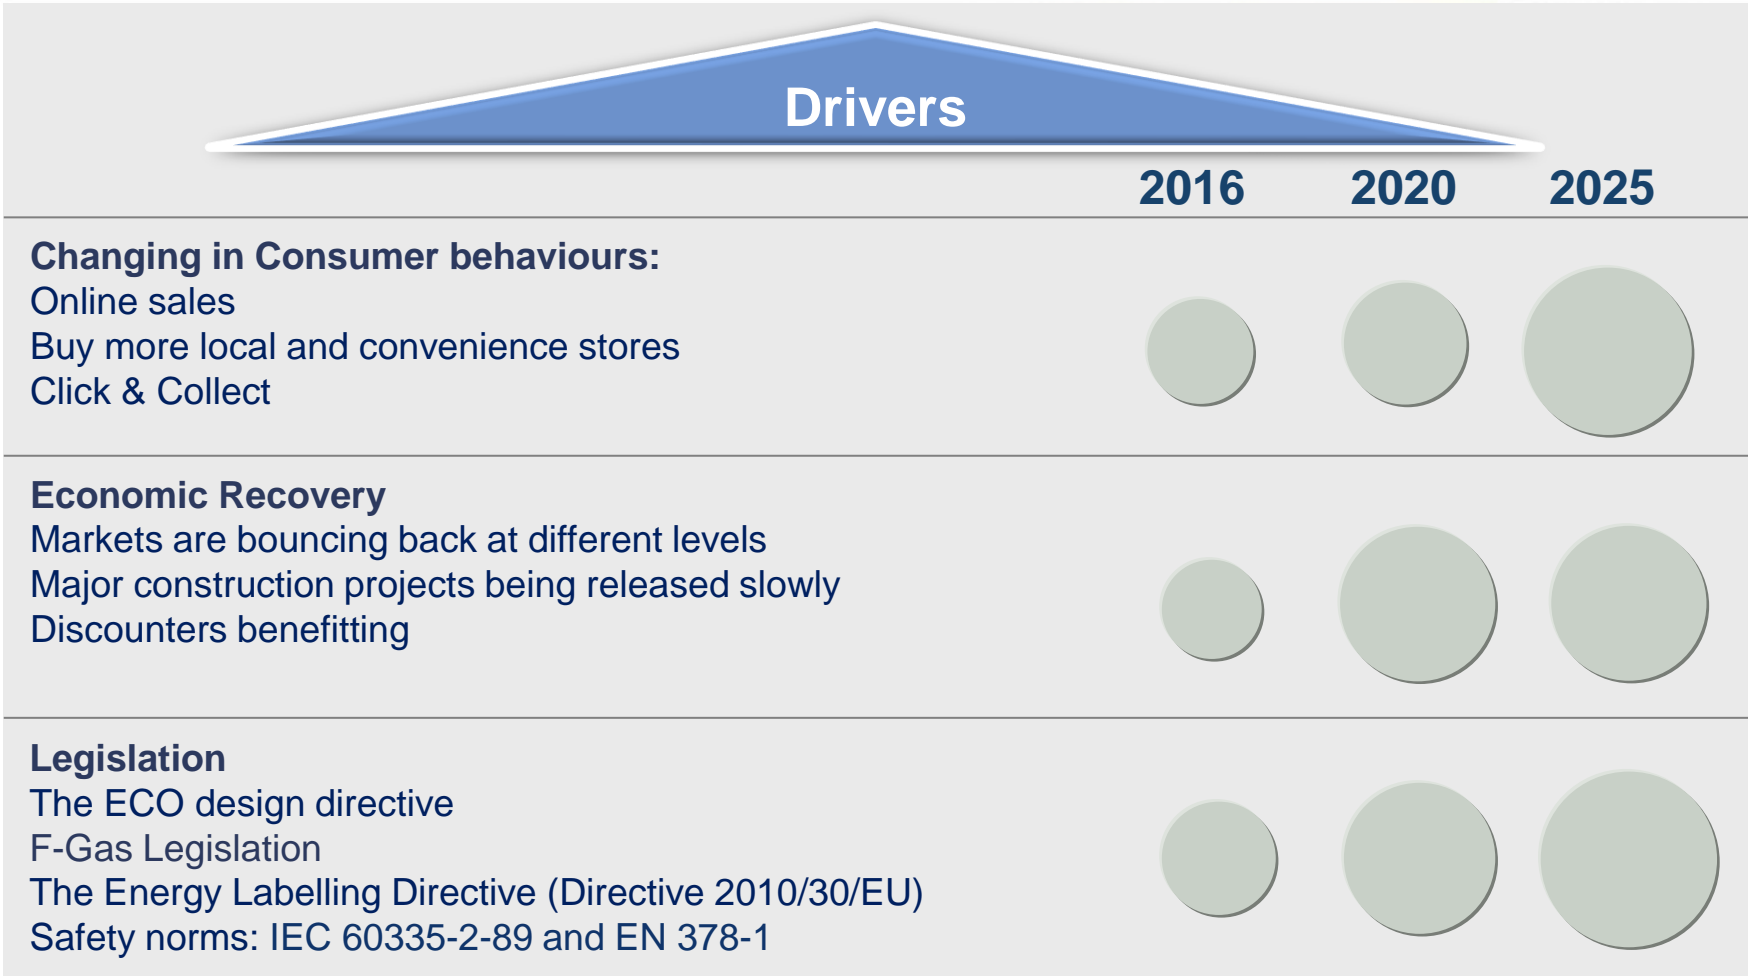 Drivers
2016 2020 2025
Changing in Consumer behaviours:
Online sales
Buy more local and convenience stores
Click & Collect
Economic Recovery
Markets are bouncing back at different levels
Major construction projects being released slowly
Discounters benefitting
Legislation
The ECO design directive
F-Gas Legislation
The Energy Labelling Directive (Directive 2010/30/EU)
Safety norms: IEC 60335-2-89 and EN 378-1